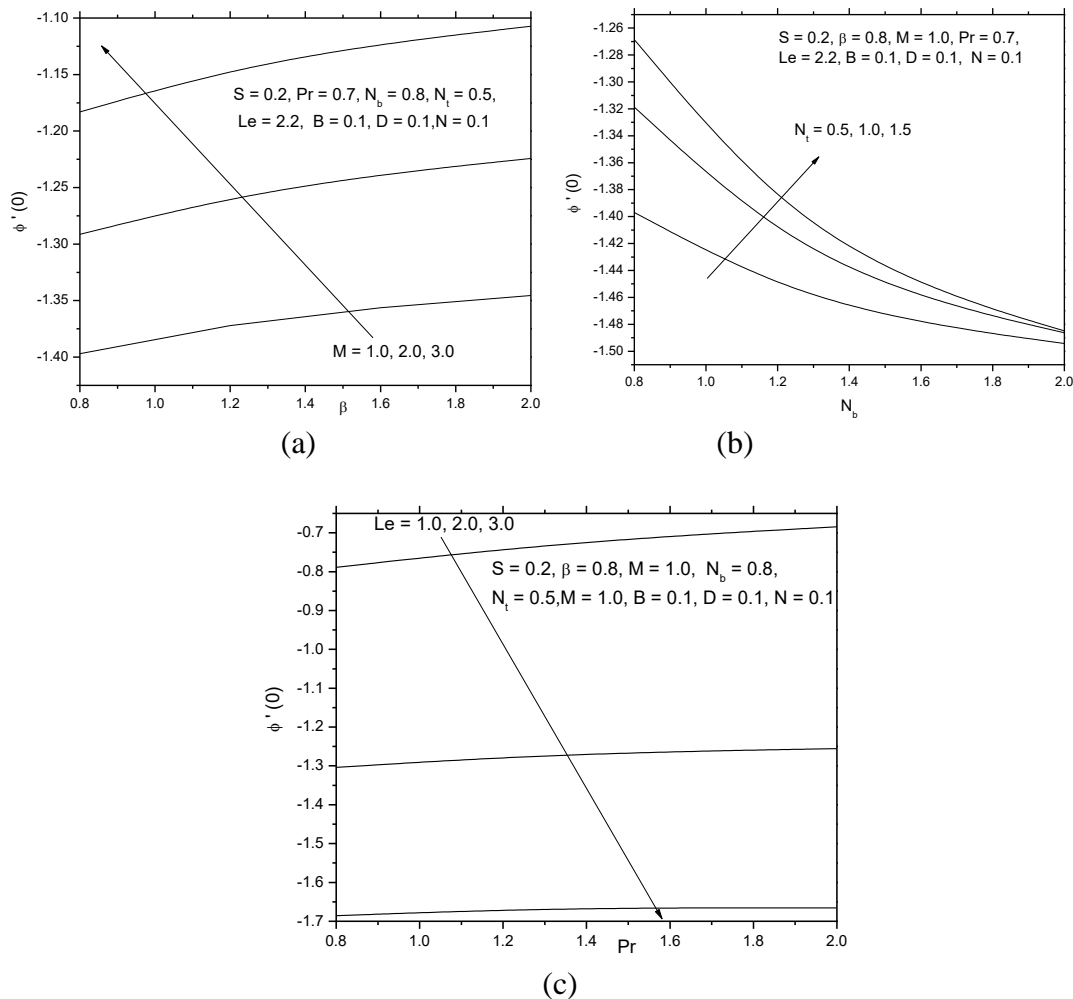 -1.10
-1.15
-1.20
-1.25
-1.30
-1.35
-1.40
ϕ ' (0)
S = 0.2, Pr = 0.7, N_b = 0.8, N_t = 0.5,
Le = 2.2, B = 0.1, D = 0.1,N = 0.1
M = 1.0, 2.0, 3.0
0.8 1.0 1.2 1.4 1.6 1.8 2.0
β
(a)
-1.26
-1.28
-1.30
-1.32
-1.34
-1.36
-1.38
-1.40
-1.42
-1.44
-1.46
-1.48
-1.50
ϕ ' (0)
S = 0.2, β = 0.8, M = 1.0, Pr = 0.7,
Le = 2.2, B = 0.1, D = 0.1, N = 0.1
N_t = 0.5, 1.0, 1.5
0.8 1.0 1.2 1.4 1.6 1.8 2.0
N_b
(b)
-0.7
-0.8
-0.9
-1.0
-1.1
-1.2
-1.3
-1.4
-1.5
-1.6
-1.7
ϕ ' (0)
Le = 1.0, 2.0, 3.0
S = 0.2, β = 0.8, M = 1.0, N_b = 0.8,
N_t = 0.5,M = 1.0, B = 0.1, D = 0.1, N = 0.1
0.8 1.0 1.2 1.4 1.6 1.8 2.0
Pr
(c)